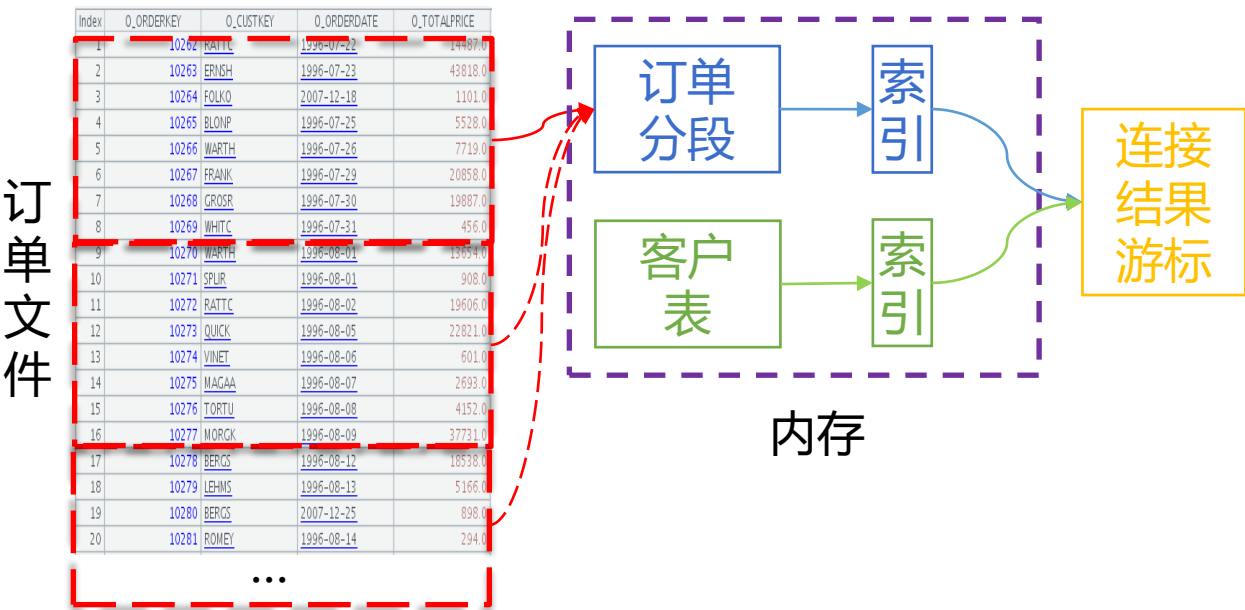 Index O_ORDERKEY O_CUSTKEY O_ORDERDATE O_TOTALPRICE
1 10262 RATTC 1996-07-22 14487.0
2 10263 ERNSH 1996-07-23 43818.0
3 10264 FOLKO 2007-12-18 1101.0
4 10265 BLONP 1996-07-25 5528.0
5 10266 WARTH 1996-07-26 7719.0
6 10267 FRANK 1996-07-29 20858.0
7 10268 GROSR 1996-07-30 19887.0
8 10269 WHITC 1996-07-31 456.0
9 10270 WARTH 1996-08-01 13654.0
10 10271 SPLIR 1996-08-01 908.0
11 10272 RATTC 1996-08-02 19606.0
12 10273 QUICK 1996-08-05 22821.0
13 10274 VINET 1996-08-06 601.0
14 10275 MAGAA 1996-08-07 2693.0
15 10276 TORTU 1996-08-08 4152.0
16 10277 MORGK 1996-08-09 37731.0
17 10278 BERGS 1996-08-12 18538.0
18 10279 LEHMS 1996-08-13 5166.0
19 10280 BERGS 2007-12-25 898.0
20 10281 ROMEY 1996-08-14 294.0
...
订单文件
订单
分段
索
引
客户
表
索
引
内存
连接
结果
游标